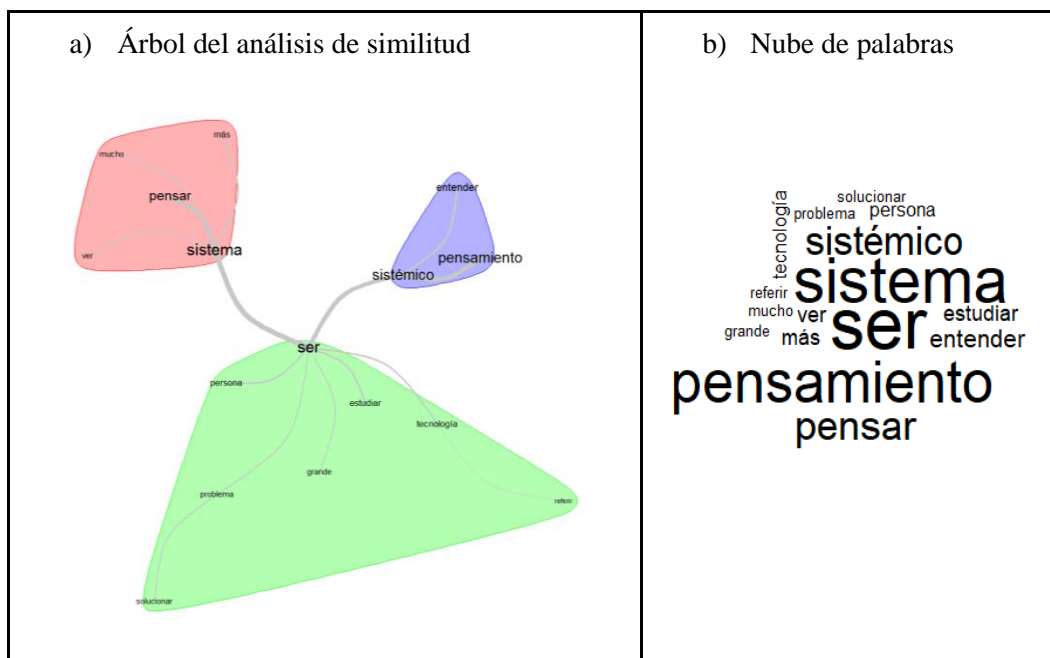 a) Árbol del análisis de similitud
más
mucho
pensar
sistema
ver
entender
pensamiento
sistémico
ser
persona
estudiar
tecnología
grande
problema
referir
solucionar
b) Nube de palabras
tecnología
solucionar
problema persona
sistémico
sistema
referir
mucho ver ser estudiar
grande más entender
pensamiento
pensar